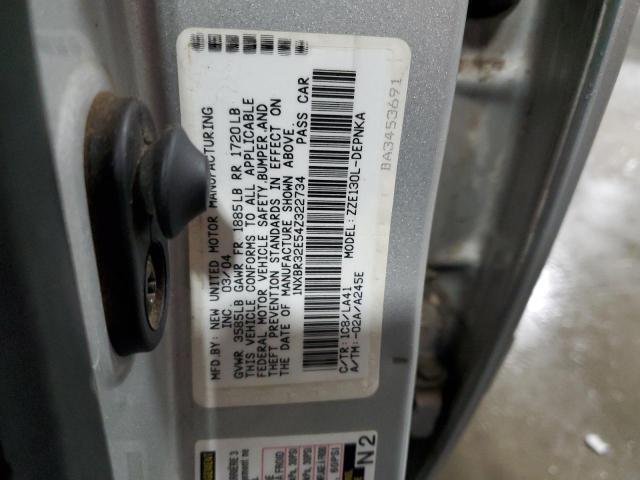 MFD.BY: NEW UNITED MOTOR MANUFACTURING
INC. 03/04
GVWR 3585LB GAWR FR 1885LB RR 1720LB
THIS VEHICLE CONFORMS TO ALL APPLICABLE
FEDERAL MOTOR VEHICLE SAFETY,BUMPER,AND
THEFT PREVENTION STANDARDS IN EFFECT ON
THE DATE OF MANUFACTURE SHOWN ABOVE.
1NXBR32E54Z322734 PASS CAR
MODEL: ZZE130L-DEPNKA
C/TR: 1C8/LA41
A/TM: -02A/A245E
BA3453691
N2
60PSI